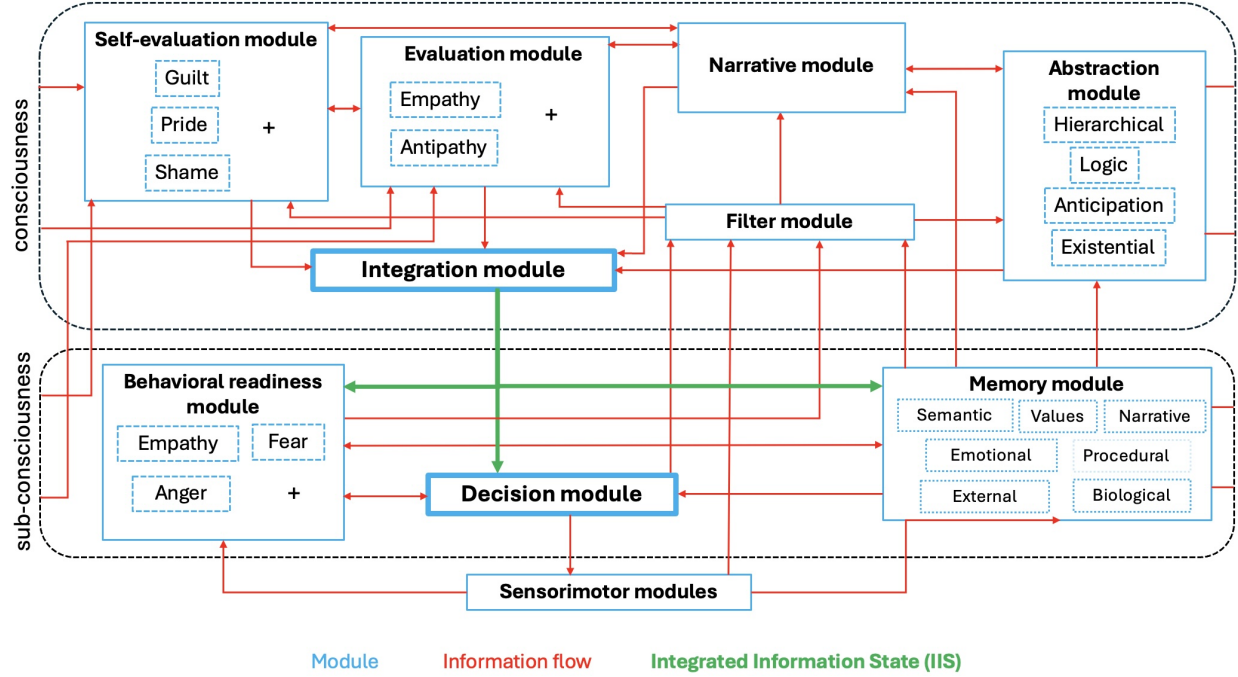 consciousness
Self-evaluation module
Guilt
Pride
+
Shame
Evaluation module
Empathy
+
Antipathy
Narrative module
Abstraction
module
Hierarchical
Logic
Anticipation
Existential
Filter module
Integration module
sub-consciousness
Behavioral readiness
module
Empathy
Fear
Anger
+
Decision module
Memory module
Semantic
Values
Narrative
Emotional
Procedural
External
Biological
Sensorimotor modules
Module
Information flow
Integrated Information State (IIS)